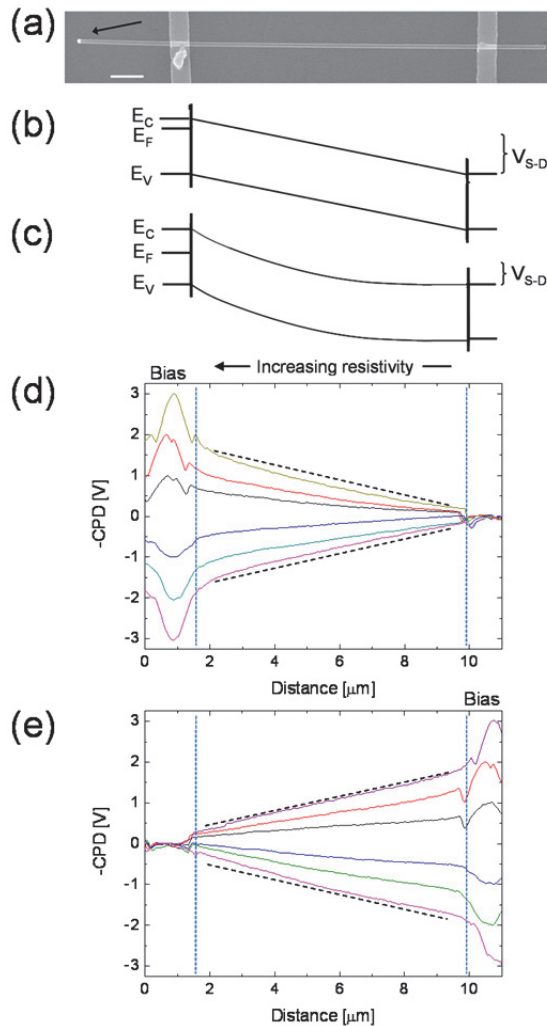 (a)
(b)
E_C
E_F
E_V
V_S-D
(c)
E_C
E_F
E_V
V_S-D
Increasing resistivity
(d)
Bias
3
2
1
0
-1
-2
-3
-CPD [V]
0 2 4 6 8 10
Distance [μm]
(e)
Bias
3
2
1
0
-1
-2
-3
-CPD [V]
0 2 4 6 8 10
Distance [μm]